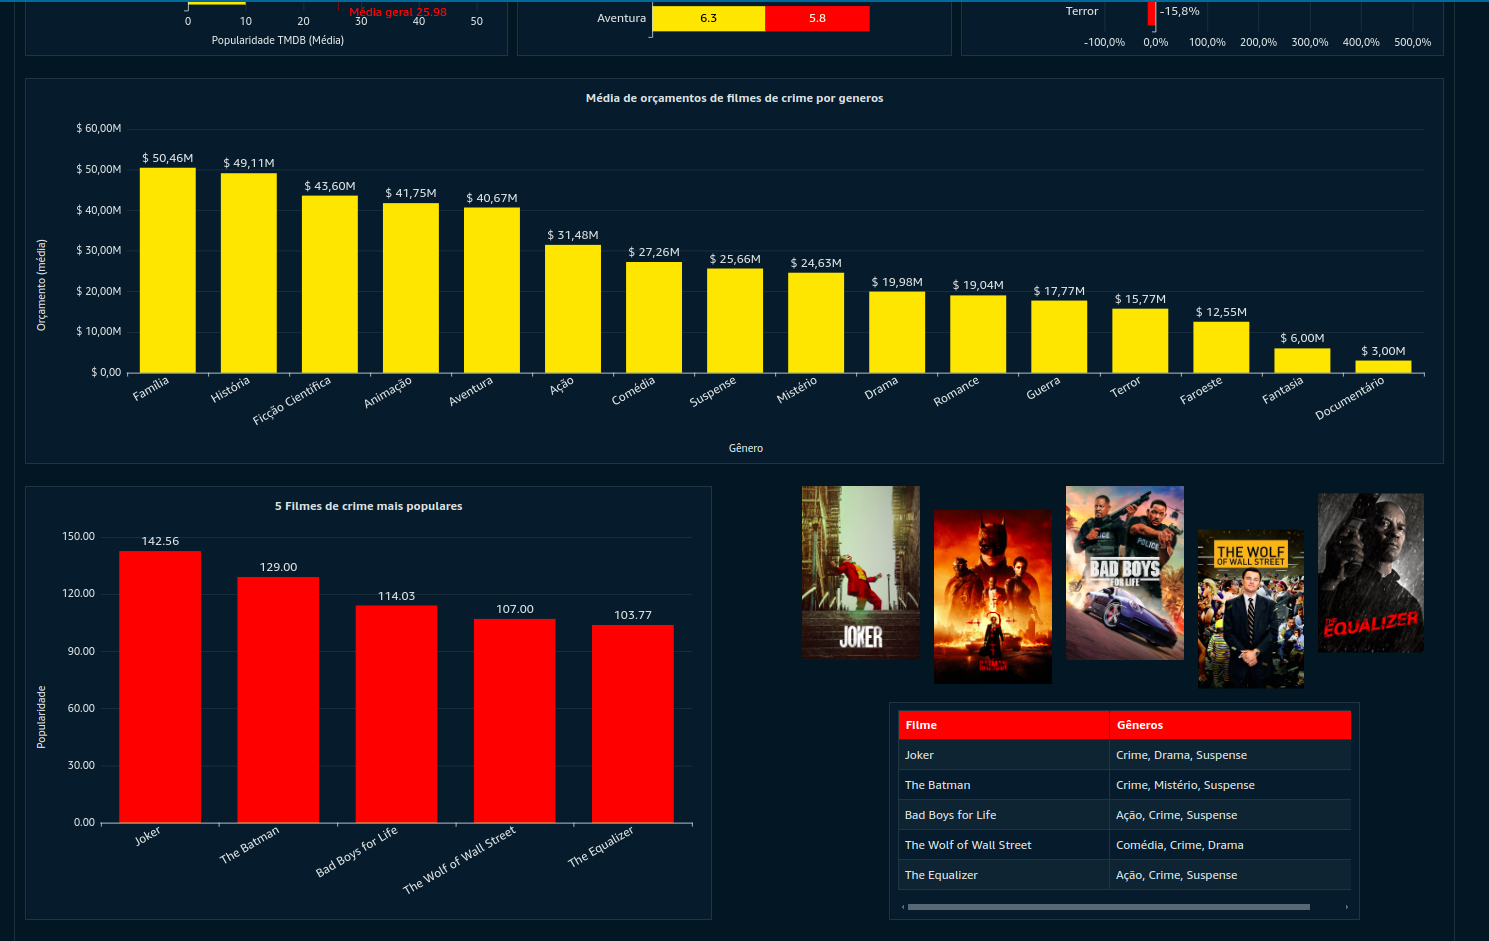 Média geral 25.98
0 10 20 30 40 50
Popularidade TMDB (Média)
Aventura 6.3 5.8
Terror -15,8%
-100,0% 0,0% 100,0% 200,0% 300,0% 400,0% 500,0%
Média de orçamentos de filmes de crime por generos
Orçamento (média)
$ 60,00M
$ 50,00M
$ 40,00M
$ 30,00M
$ 20,00M
$ 10,00M
$ 0,00
$ 50,46M $ 49,11M $ 43,60M $ 41,75M $ 40,67M $ 31,48M $ 27,26M $ 25,66M $ 24,63M $ 19,98M $ 19,04M $ 17,77M $ 15,77M $ 12,55M $ 6,00M $ 3,00M
Família História Ficção Científica Animação Aventura Ação Comédia Suspense Mistério Drama Romance Guerra Terror Faroeste Fantasia Documentário
Gênero
5 Filmes de crime mais populares
Popularidade
150.00
120.00
90.00
60.00
30.00
0.00
142.56 129.00 114.03 107.00 103.77
Joker The Batman Bad Boys for Life The Wolf of Wall Street The Equalizer
JOKER
POLICE
POLICE
BAD BOYS
FOR LIFE
THE WOLF
OF WALL STREET
THE
EQUALIZER
Filme Gêneros
Joker Crime, Drama, Suspense
The Batman Crime, Mistério, Suspense
Bad Boys for Life Ação, Crime, Suspense
The Wolf of Wall Street Comédia, Crime, Drama
The Equalizer Ação, Crime, Suspense